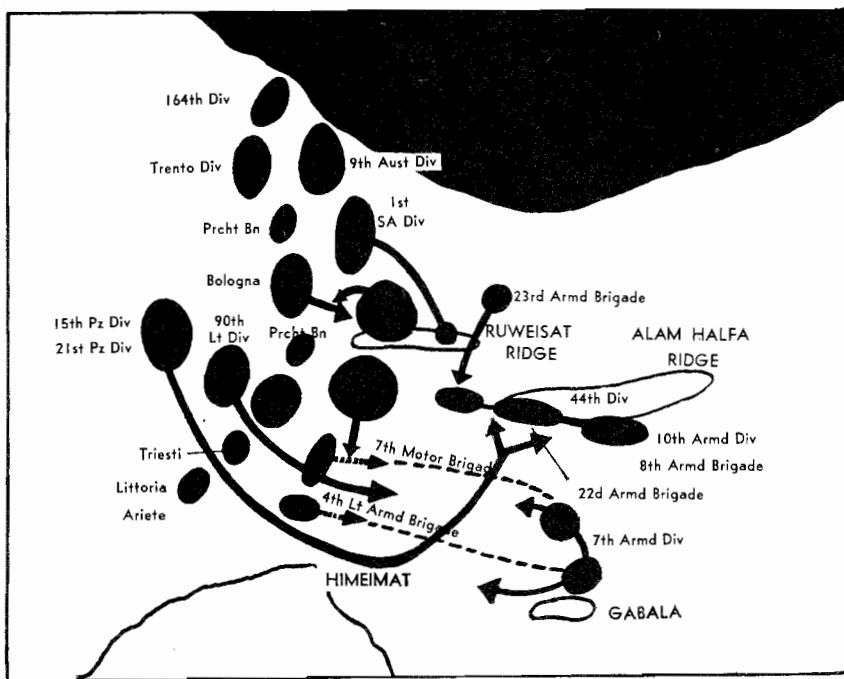 164th Div
Trento Div
9th Aust Div
1st
SA Div
Prcht Bn
Bologna
23rd Armd Brigade
15th Pz Div
21st Pz Div
90th
Lt Div
Prcht Bn
RUWEISAT
RIDGE
ALAM HALFA
RIDGE
44th Div
10th Armd Div
8th Armd Brigade
Triesti
7th Motor Brigad
22d Armd Brigade
Littoria
Ariete
4th Lt Armd Brigade
7th Armd Div
HIMEIMAT
GABALA